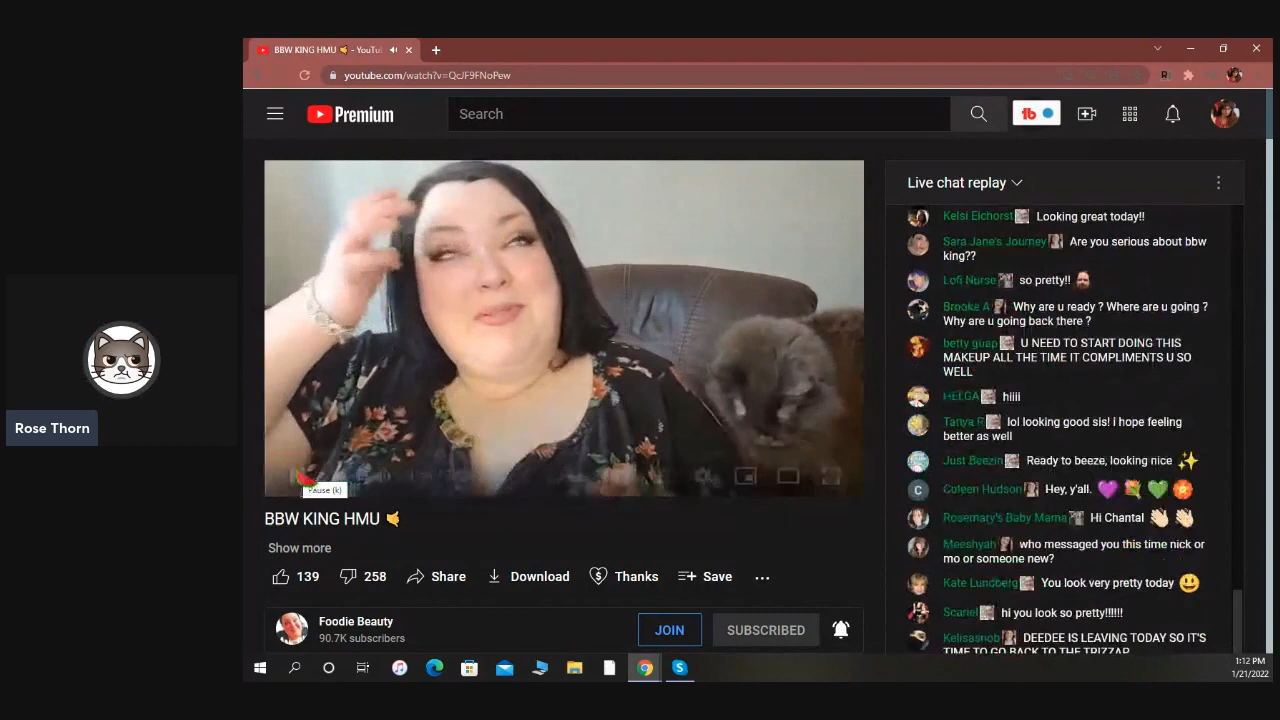 BBW KING HMU 🤙 - YouTu
youtube.com/watch?v=QcJF9FNoPew
Premium
Search
Live chat replay
Kelsi Eichorst Looking great today!!
Sara Jane's Journey Are you serious about bbw
king??
Lofi Nurse so pretty!!
Brooke A Why are u ready ? Where are u going ?
Why are u going back there ?
betty guap U NEED TO START DOING THIS
MAKEUP ALL THE TIME IT COMPLIMENTS U SO
WELL
HELGA hiiii
Tanya R lol looking good sis! i hope feeling
better as well
Just Beezin Ready to beeze, looking nice ✨
Coleen Hudson Hey, y'all. 💜 💐 💚 🏵️
Rosemary's Baby Mama Hi Chantal 👏🏻 👏🏻
Meeshyah who messaged you this time nick or
mo or someone new?
Kate Lundberg You look very pretty today 😃
Scariel hi you look so pretty!!!!!!
Kelisasnob DEEDEE IS LEAVING TODAY SO IT'S
TIME TO GO BACK TO THE TRIZZAP
Rose Thorn
Pause (k)
BBW KING HMU 🤙
Show more
139 258 Share Download Thanks Save ...
Foodie Beauty
90.7K subscribers
JOIN SUBSCRIBED
1:12 PM
1/21/2022